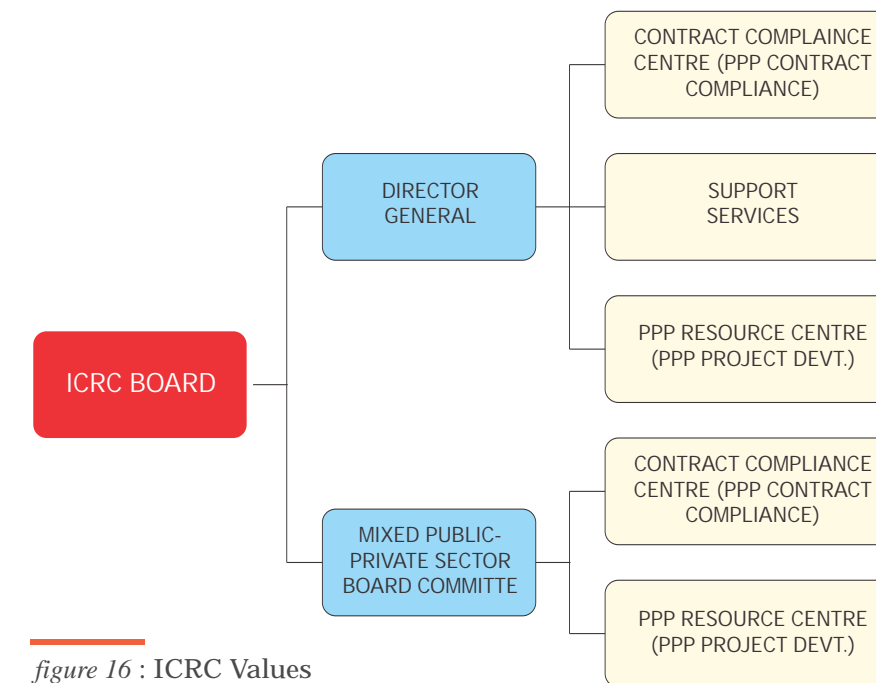 CONTRACT COMPLAINCE
CENTRE (PPP CONTRACT
COMPLIANCE)
DIRECTOR
GENERAL
SUPPORT
SERVICES
PPP RESOURCE CENTRE
(PPP PROJECT DEVT.)
ICRC BOARD
CONTRACT COMPLIANCE
CENTRE (PPP CONTRACT
COMPLIANCE)
MIXED PUBLIC-
PRIVATE SECTOR
BOARD COMMITTE
PPP RESOURCE CENTRE
(PPP PROJECT DEVT.)
figure 16 : ICRC Values